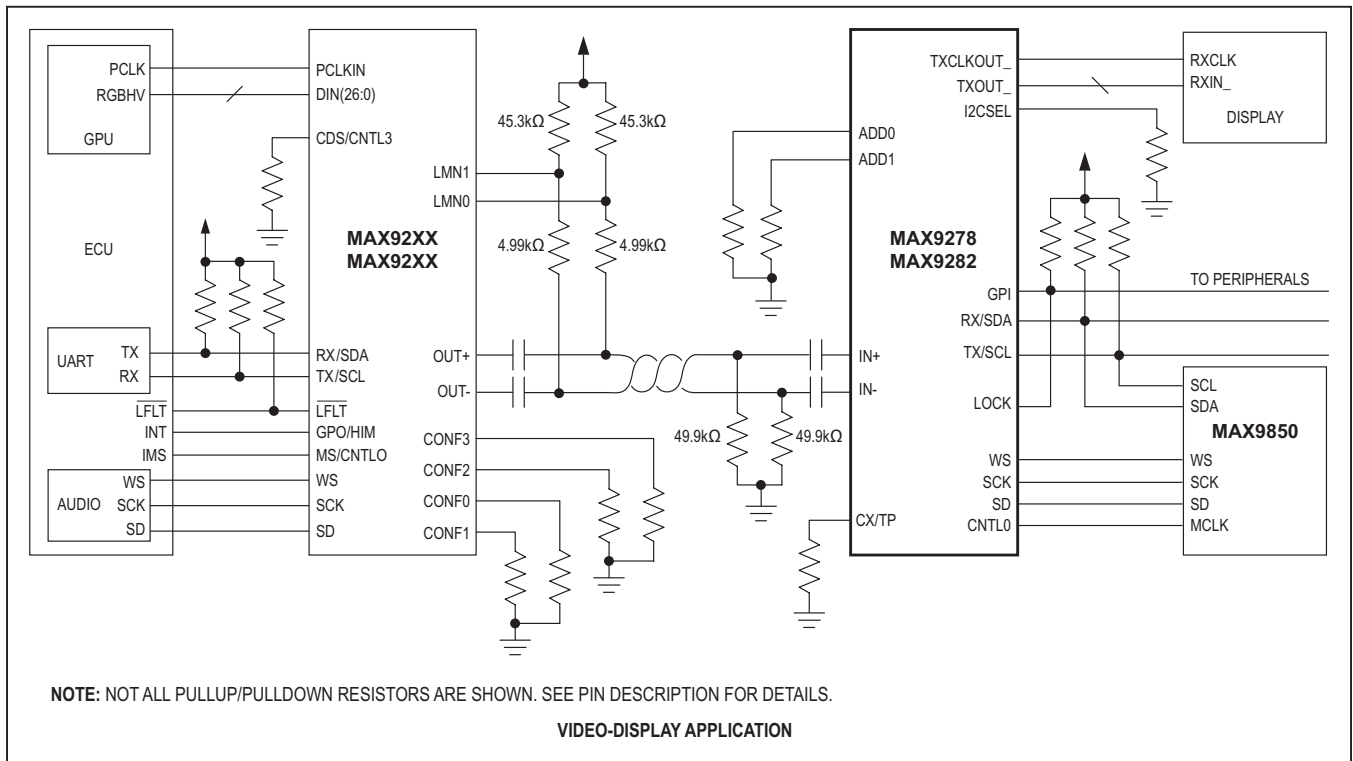 PCLK
RGBHV
GPU
ECU
UART
TX
RX
LFLT
INT
IMS
AUDIO
WS
SCK
SD
PCLKIN
DIN(26:0)
CDS/CNTL3
LMN1
LMN0
MAX92XX
MAX92XX
RX/SDA
TX/SCL
LFLT
GPO/HIM
MS/CNTLO
WS
SCK
SD
OUT+
OUT-
CONF3
CONF2
CONF0
CONF1
45.3kΩ
45.3kΩ
4.99kΩ
4.99kΩ
49.9kΩ
49.9kΩ
ADD0
ADD1
IN+
IN-
CX/TP
MAX9278
MAX9282
TXCLKOUT_
TXOUT_
I2CSEL
GPI
RX/SDA
TX/SCL
LOCK
WS
SCK
SD
CNTL0
RXCLK
RXIN_
DISPLAY
TO PERIPHERALS
SCL
SDA
MAX9850
WS
SCK
SD
MCLK
NOTE: NOT ALL PULLUP/PULLDOWN RESISTORS ARE SHOWN. SEE PIN DESCRIPTION FOR DETAILS.
VIDEO-DISPLAY APPLICATION